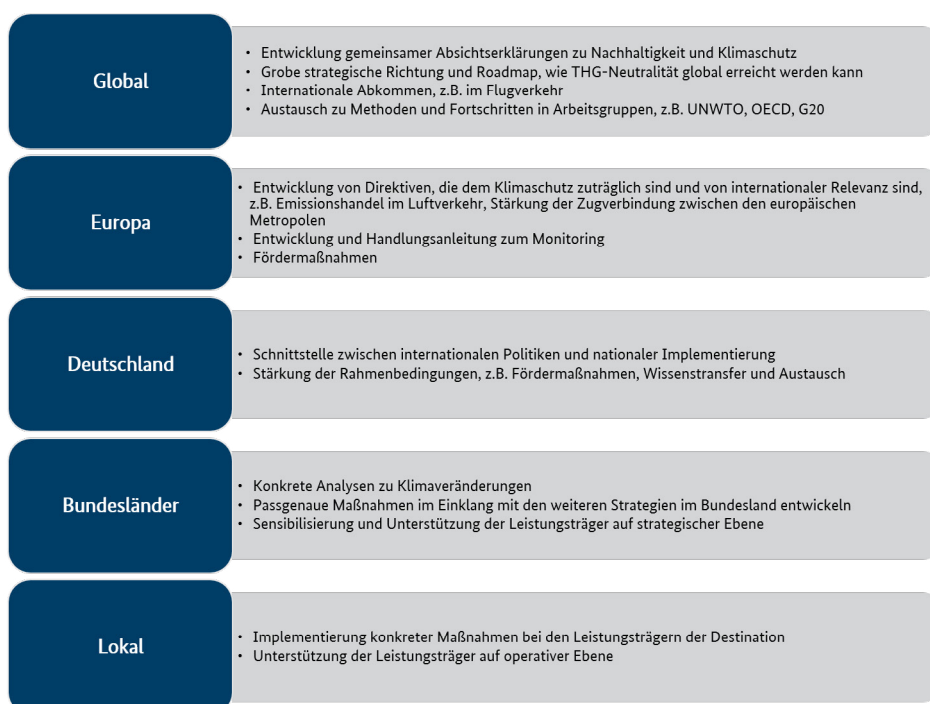 Global
• Entwicklung gemeinsamer Absichtserklärungen zu Nachhaltigkeit und Klimaschutz
• Grobe strategische Richtung und Roadmap, wie THG-Neutralität global erreicht werden kann
• Internationale Abkommen, z.B. im Flugverkehr
• Austausch zu Methoden und Fortschritten in Arbeitsgruppen, z.B. UNWTO, OECD, G20
Europa
• Entwicklung von Direktiven, die dem Klimaschutz zuträglich sind und von internationaler Relevanz sind,
z.B. Emissionshandel im Luftverkehr, Stärkung der Zugverbindung zwischen den europäischen
Metropolen
• Entwicklung und Handlungsanleitung zum Monitoring
• Fördermaßnahmen
Deutschland
• Schnittstelle zwischen internationalen Politiken und nationaler Implementierung
• Stärkung der Rahmenbedingungen, z.B. Fördermaßnahmen, Wissenstransfer und Austausch
Bundesländer
• Konkrete Analysen zu Klimaveränderungen
• Passgenaue Maßnahmen im Einklang mit den weiteren Strategien im Bundesland entwickeln
• Sensibilisierung und Unterstützung der Leistungsträger auf strategischer Ebene
Lokal
• Implementierung konkreter Maßnahmen bei den Leistungsträgern der Destination
• Unterstützung der Leistungsträger auf operativer Ebene